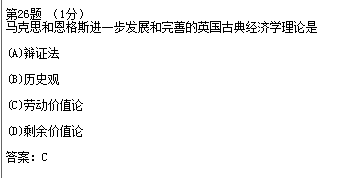 第26题 （1分）
马克思和恩格斯进一步发展和完善的英国古典经济学理论是
(A)辩证法
(B)历史观
(C)劳动价值论
(D)剩余价值论
答案：C